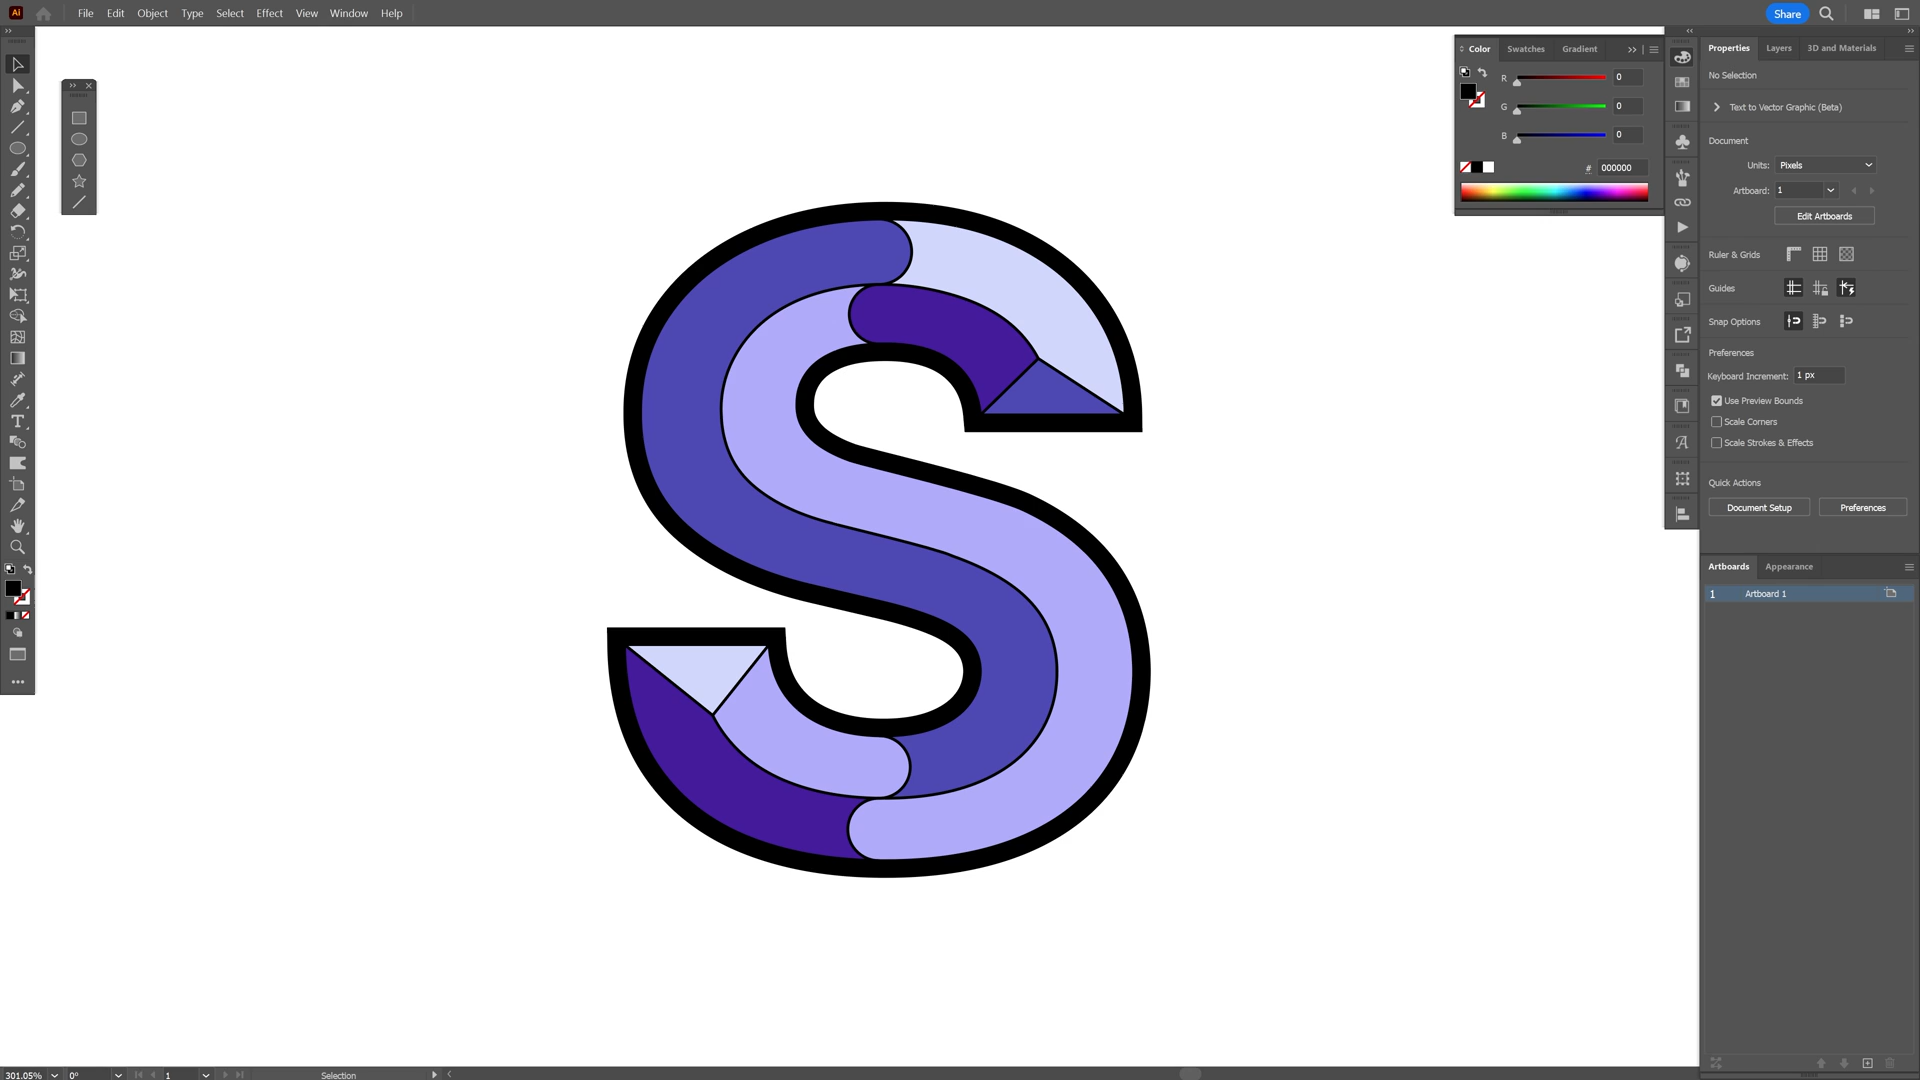 Ai File Edit Object Type Select Effect View Window Help Share
Color Swatches Gradient
R 0
G 0
B 0
# 000000
Properties Layers 3D and Materials
No Selection
Text to Vector Graphic (Beta)
Document
Units: Pixels
Artboard: 1
Edit Artboards
Ruler & Grids
Guides
Snap Options
Preferences
Keyboard Increment: 1 px
Use Preview Bounds
Scale Corners
Scale Strokes & Effects
Quick Actions
Document Setup Preferences
Artboards Appearance
1 Artboard 1
S
301.05% 0° 1 Selection